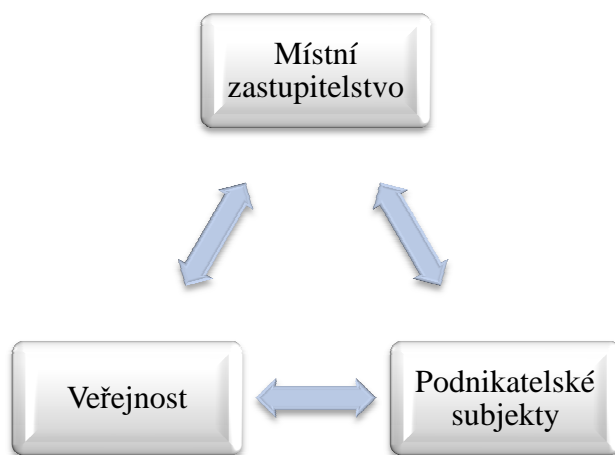 Místní
zastupitelstvo
Veřejnost
Podnikatelské
subjekty